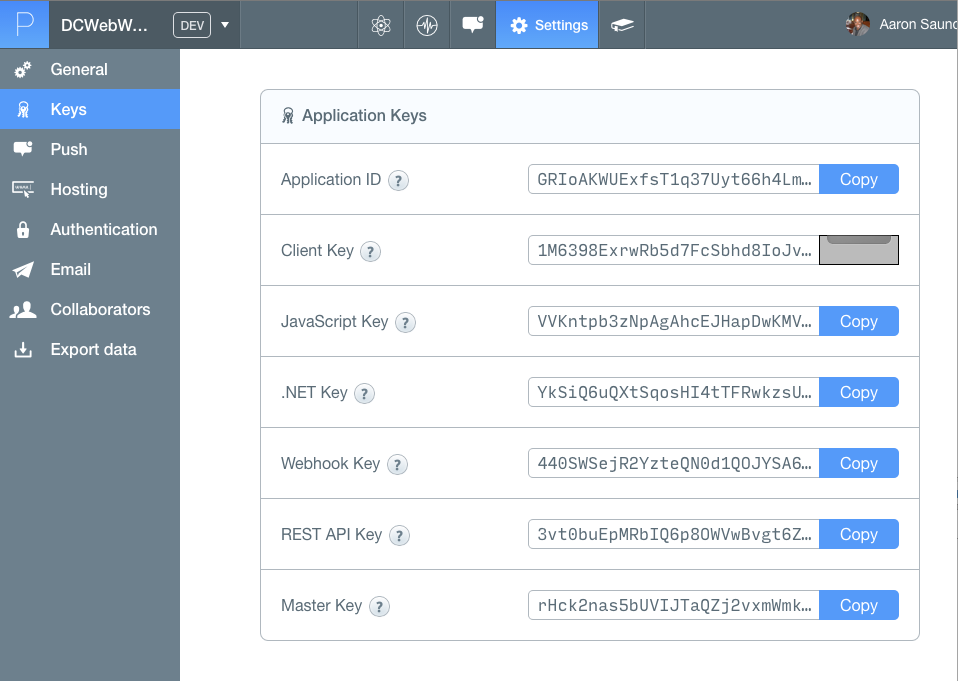 P DCWebW... DEV Settings Aaron Saund
General
Keys
Push
Hosting
Authentication
Email
Collaborators
Export data
Application Keys
Application ID ? GRIoAKWUExfsT1q37Uyt66h4Lm... Copy
Client Key ? 1M6398ExrwRb5d7FcSbhd8IoJv...
JavaScript Key ? VVKntpb3zNpAgAhcEJHapDwKMV... Copy
.NET Key ? YkSiQ6uQXtSqosHI4tTFRwkzsU... Copy
Webhook Key ? 440SWSejR2YzteQN0d1QOJYSA6... Copy
REST API Key ? 3vt0buEpMRbIQ6p8OWVwBvgt6Z... Copy
Master Key ? rHck2nas5bUVIJTaQZj2vxmWmk... Copy